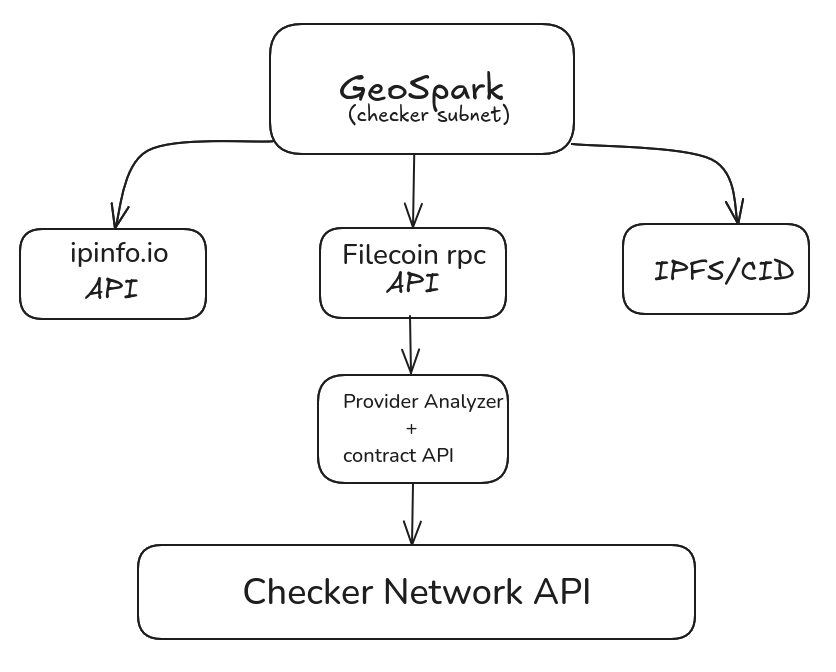 GeoSpark
(checker subnet)
ipinfo.io
API
Filecoin rpc
API
IPFS/CID
Provider Analyzer
+
contract API
Checker Network API